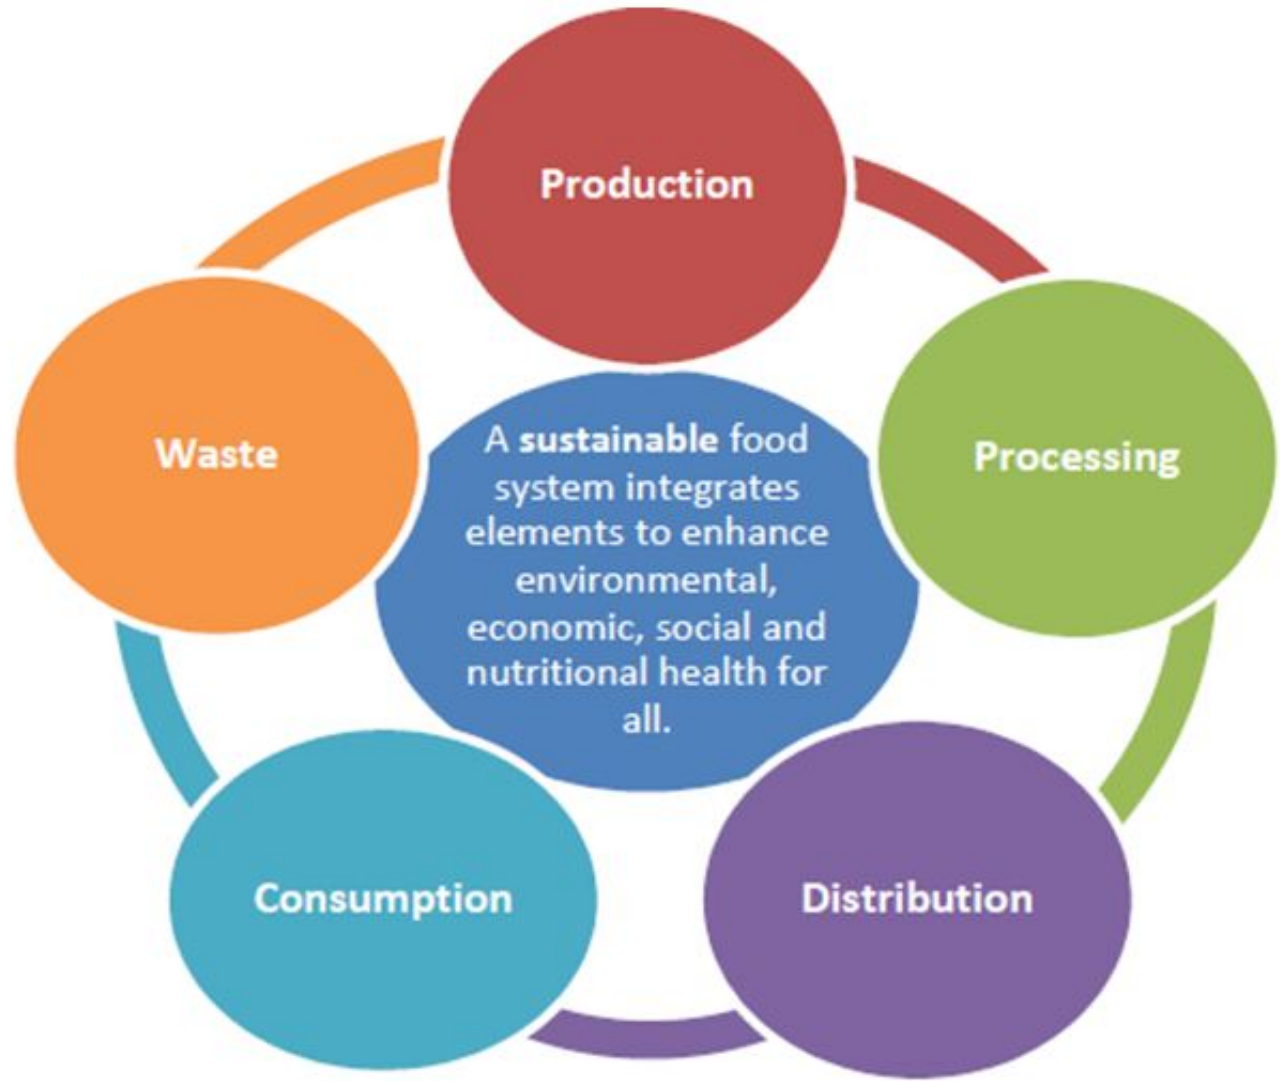 Production
Processing
Distribution
Consumption
Waste
A sustainable food
system integrates
elements to enhance
environmental,
economic, social and
nutritional health for
all.